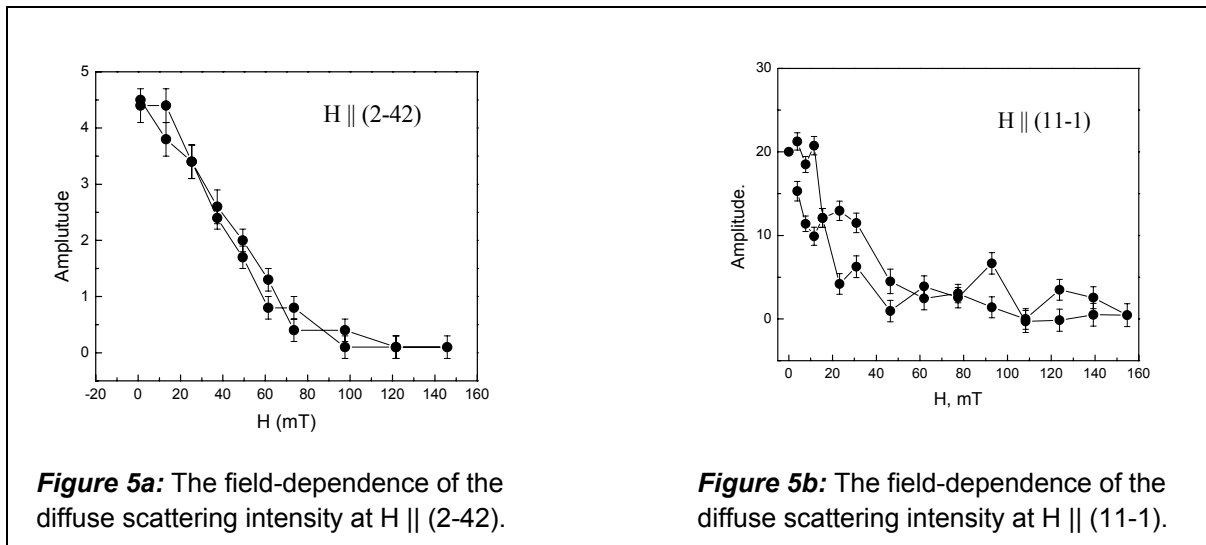 5
4
3
2
1
0
Amplutude
H || (2-42)
-20 0 20 40 60 80 100 120 140 160
H (mT)
Figure 5a: The field-dependence of the
diffuse scattering intensity at H || (2-42).
30
20
10
0
Amplitude.
H || (11-1)
0 20 40 60 80 100 120 140 160
H, mT
Figure 5b: The field-dependence of the
diffuse scattering intensity at H || (11-1).